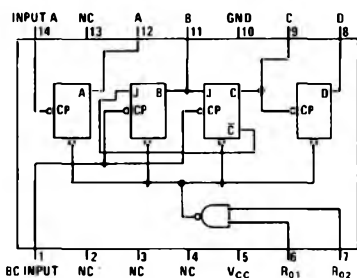 INPUT A NC A B GND C D
14 13 12 11 10 9 8
A J B J C D
CP CP CP C̅ CP
1 2 3 4 5 6 7
BC INPUT NC NC NC VCC R01 R02